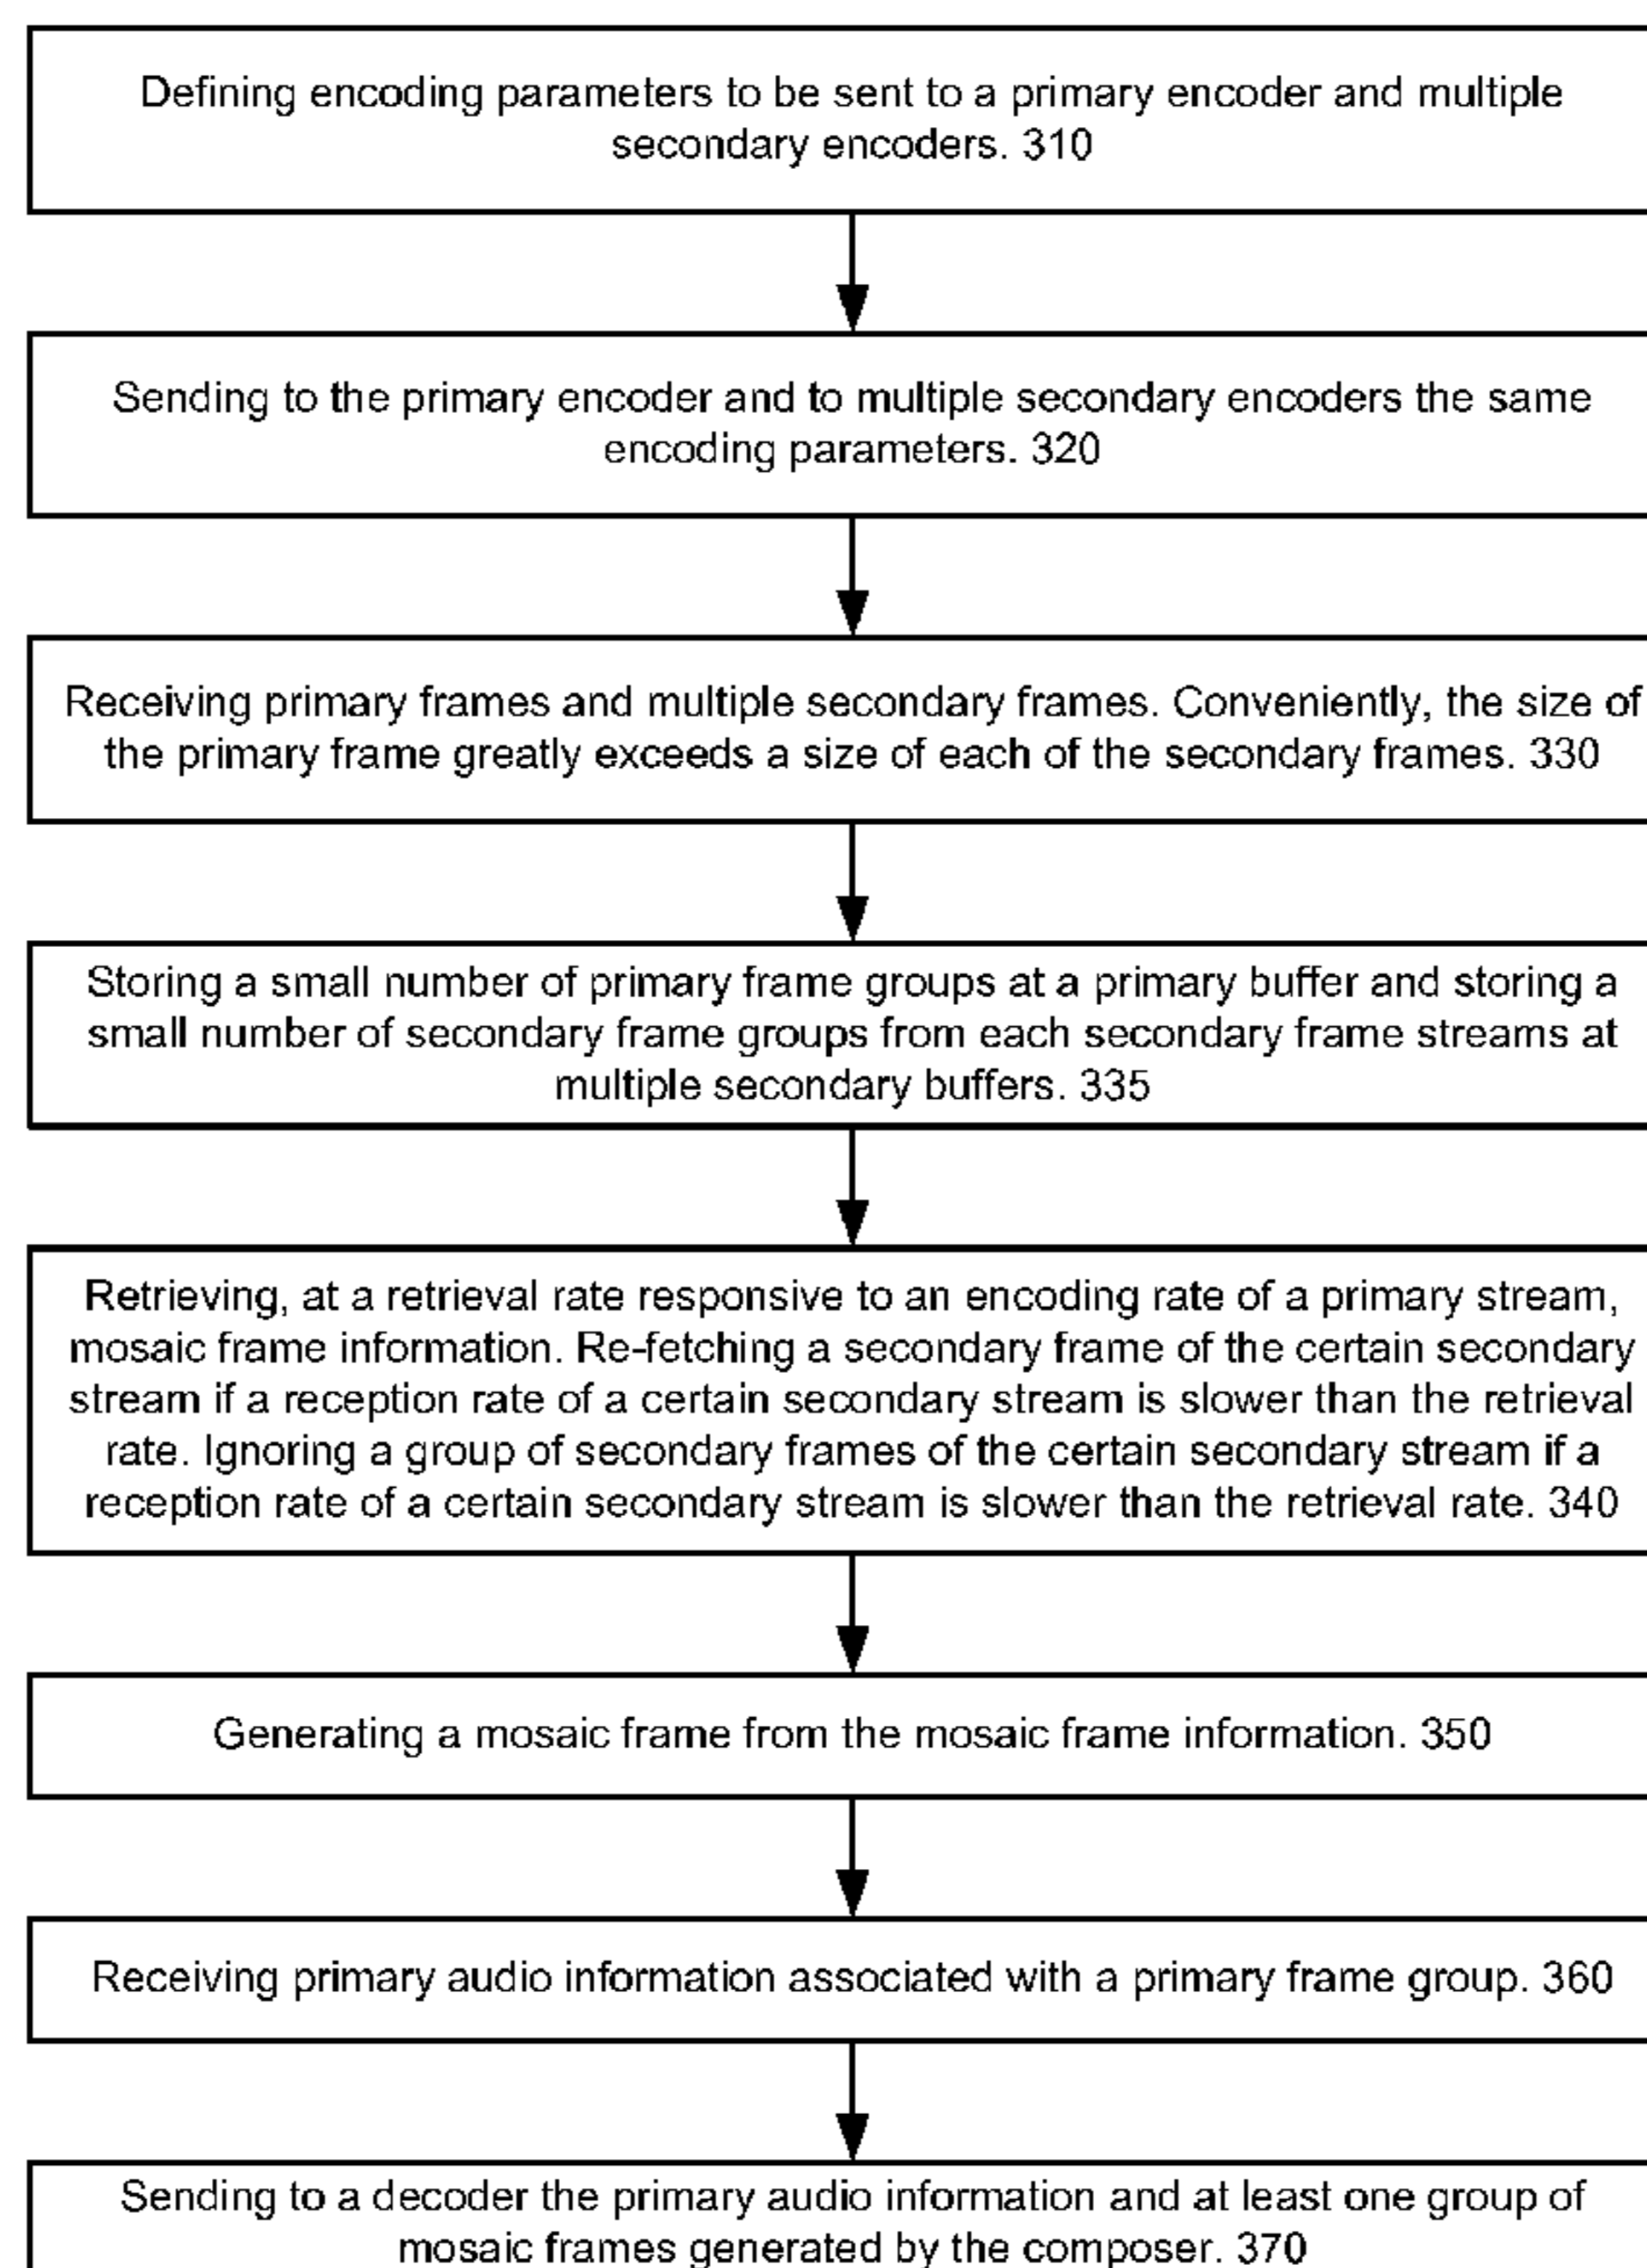 Defining encoding parameters to be sent to a primary encoder and multiple
secondary encoders. 310
Sending to the primary encoder and to multiple secondary encoders the same
encoding parameters. 320
Receiving primary frames and multiple secondary frames. Conveniently, the size of
the primary frame greatly exceeds a size of each of the secondary frames. 330
Storing a small number of primary frame groups at a primary buffer and storing a
small number of secondary frame groups from each secondary frame streams at
multiple secondary buffers. 335
Retrieving, at a retrieval rate responsive to an encoding rate of a primary stream,
mosaic frame information. Re-fetching a secondary frame of the certain secondary
stream if a reception rate of a certain secondary stream is slower than the retrieval
rate. Ignoring a group of secondary frames of the certain secondary stream if a
reception rate of a certain secondary stream is slower than the retrieval rate. 340
Generating a mosaic frame from the mosaic frame information. 350
Receiving primary audio information associated with a primary frame group. 360
Sending to a decoder the primary audio information and at least one group of
mosaic frames generated by the composer. 370